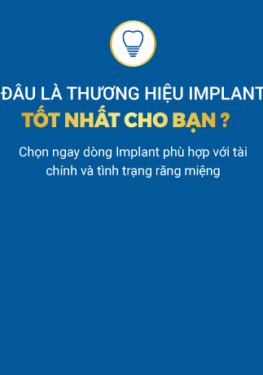 ĐÂU LÀ THƯƠNG HIỆU IMPLANT
TỐT NHẤT CHO BẠN ?
Chọn ngay dòng Implant phù hợp với tài
chính và tình trạng răng miệng